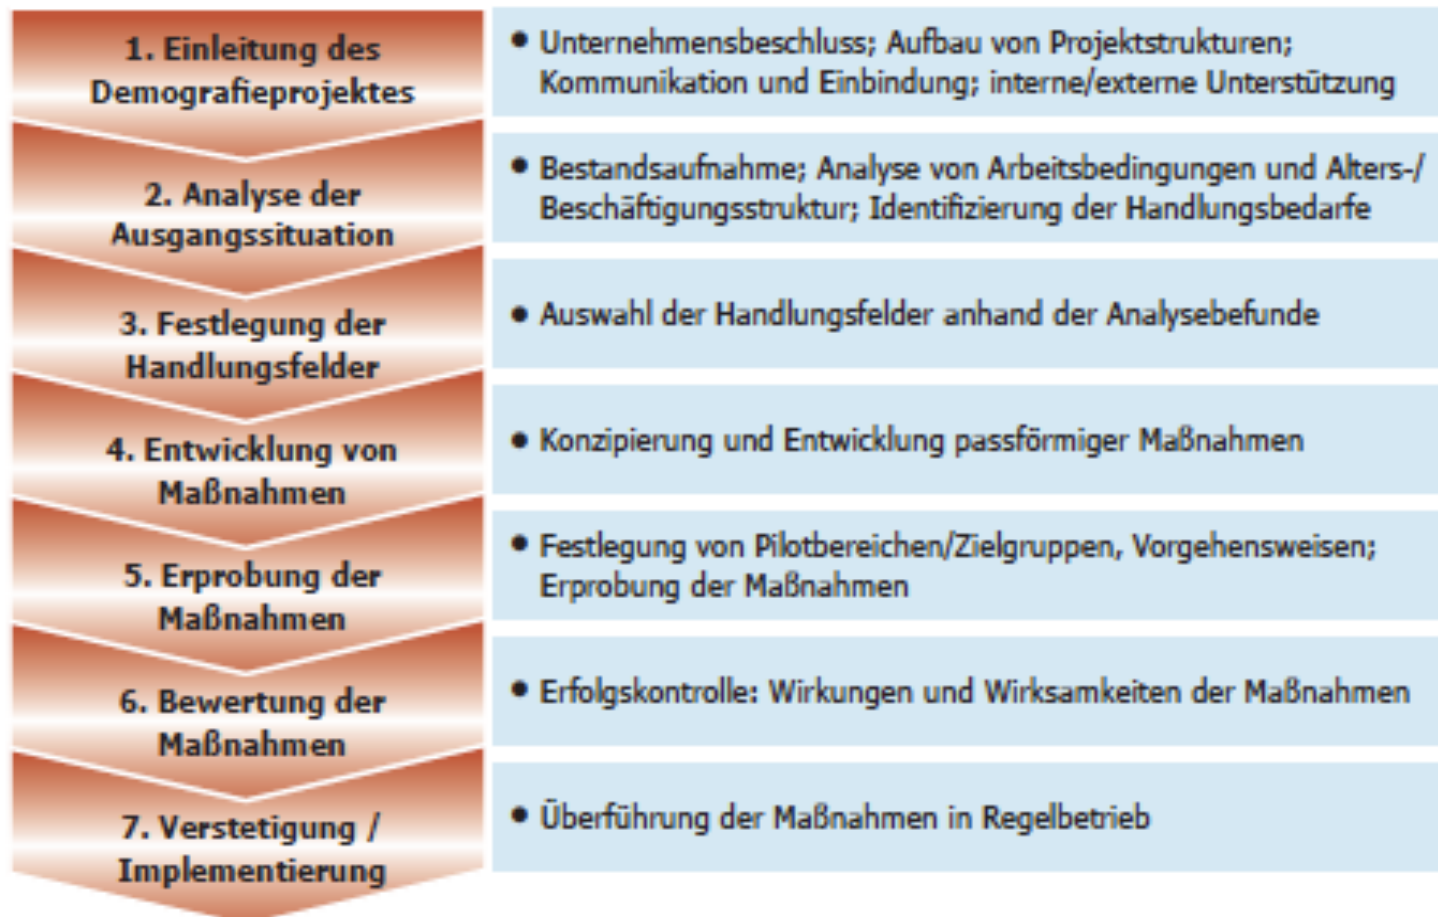 1. Einleitung des
Demografieprojektes
• Unternehmensbeschluss; Aufbau von Projektstrukturen;
Kommunikation und Einbindung; interne/externe Unterstützung
2. Analyse der
Ausgangssituation
• Bestandsaufnahme; Analyse von Arbeitsbedingungen und Alters-/
Beschäftigungsstruktur; Identifizierung der Handlungsbedarfe
3. Festlegung der
Handlungsfelder
• Auswahl der Handlungsfelder anhand der Analysebefunde
4. Entwicklung von
Maßnahmen
• Konzipierung und Entwicklung passförmiger Maßnahmen
5. Erprobung der
Maßnahmen
• Festlegung von Pilotbereichen/Zielgruppen, Vorgehensweisen;
Erprobung der Maßnahmen
6. Bewertung der
Maßnahmen
• Erfolgskontrolle: Wirkungen und Wirksamkeiten der Maßnahmen
7. Verstetigung /
Implementierung
• Überführung der Maßnahmen in Regelbetrieb